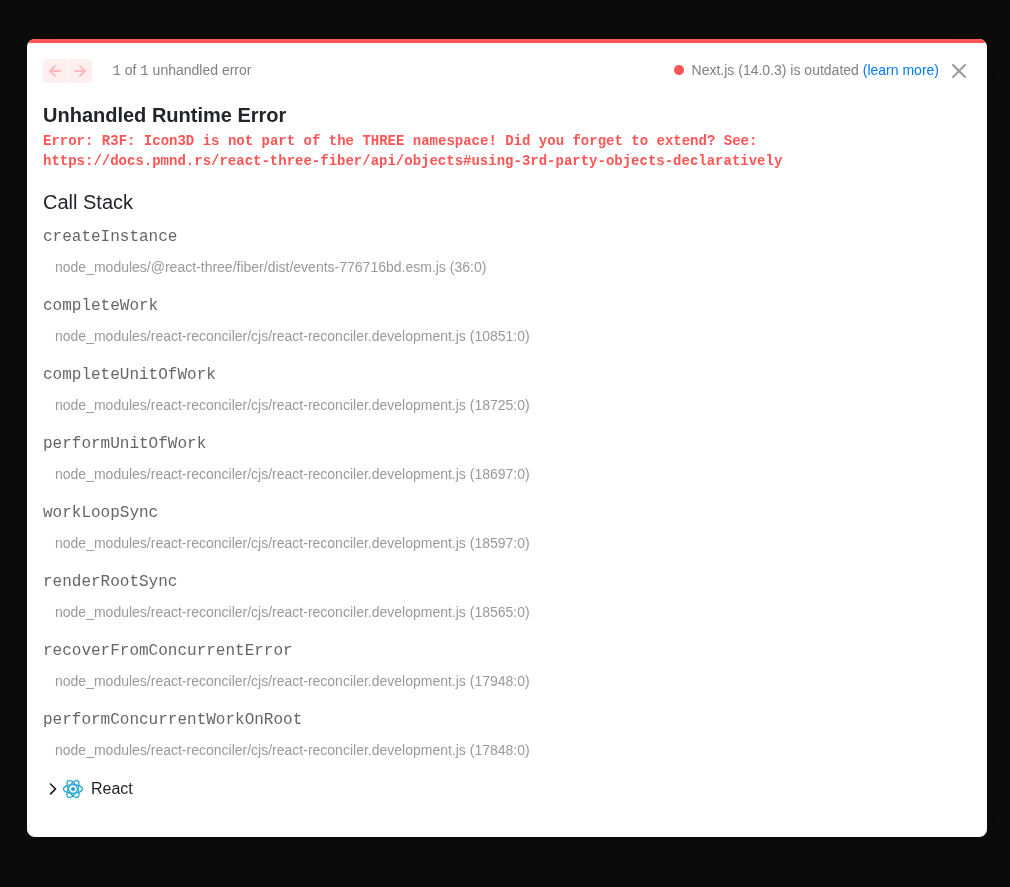 1 of 1 unhandled error
Next.js (14.0.3) is outdated (learn more)
Unhandled Runtime Error
Error: R3F: Icon3D is not part of the THREE namespace! Did you forget to extend? See:
https://docs.pmnd.rs/react-three-fiber/api/objects#using-3rd-party-objects-declaratively
Call Stack
createInstance
node_modules/@react-three/fiber/dist/events-776716bd.esm.js (36:0)
completeWork
node_modules/react-reconciler/cjs/react-reconciler.development.js (10851:0)
completeUnitOfWork
node_modules/react-reconciler/cjs/react-reconciler.development.js (18725:0)
performUnitOfWork
node_modules/react-reconciler/cjs/react-reconciler.development.js (18697:0)
workLoopSync
node_modules/react-reconciler/cjs/react-reconciler.development.js (18597:0)
renderRootSync
node_modules/react-reconciler/cjs/react-reconciler.development.js (18565:0)
recoverFromConcurrentError
node_modules/react-reconciler/cjs/react-reconciler.development.js (17948:0)
performConcurrentWorkOnRoot
node_modules/react-reconciler/cjs/react-reconciler.development.js (17848:0)
React